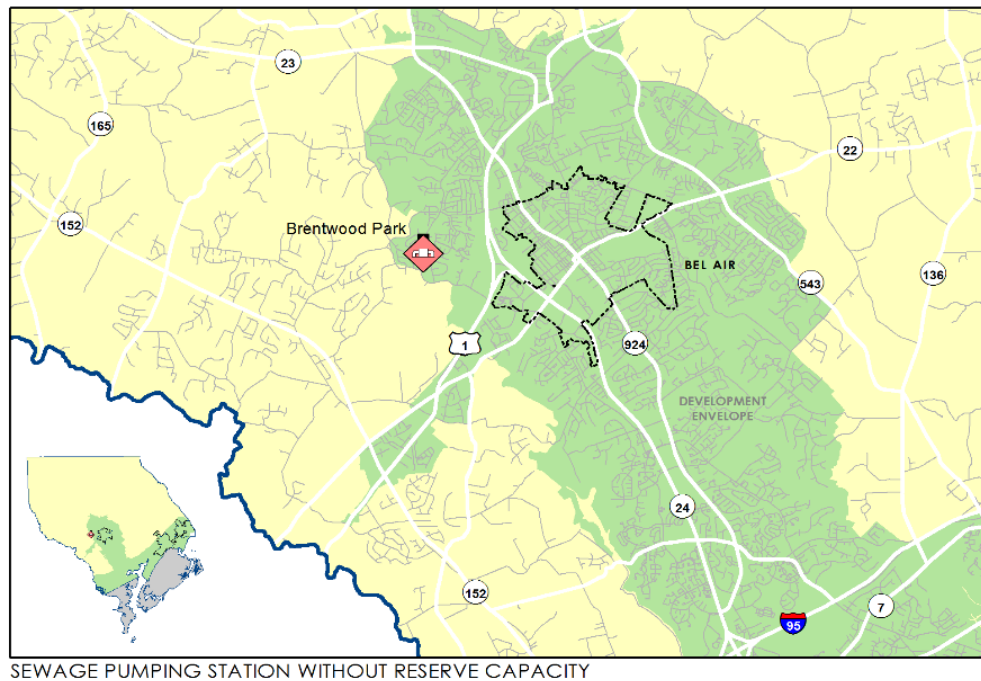 23
165
22
152
Brentwood Park
BEL AIR
136
543
1
924
DEVELOPMENT
ENVELOPE
24
152
7
95
SEWAGE PUMPING STATION WITHOUT RESERVE CAPACITY